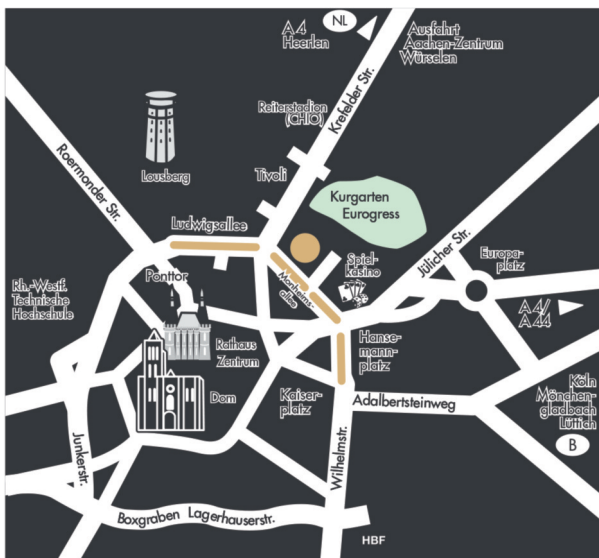 NL
A 4
Heerlen
Ausfahrt
Aachen-Zentrum
Würselen
Krefelder Str.
Reiterstadion
(CHIO)
Roermonder Str.
Lousberg
Tivoli
Kurgarten
Eurogress
Ludwigsallee
Jülicher Str.
Spiel-
kasino
Europa-
platz
Ponttor
Monheims-
allee
Rh.-Westf.
Technische
Hochschule
A 4/
A 44
Hanse-
mann-
platz
Rathaus
Zentrum
Dom
Kaiser-
platz
Adalbertsteinweg
Köln
Mönchen-
gladbach
Lüttich
B
Junkerstr.
Wilhelmstr.
Boxgraben Lagerhauserstr.
HBF